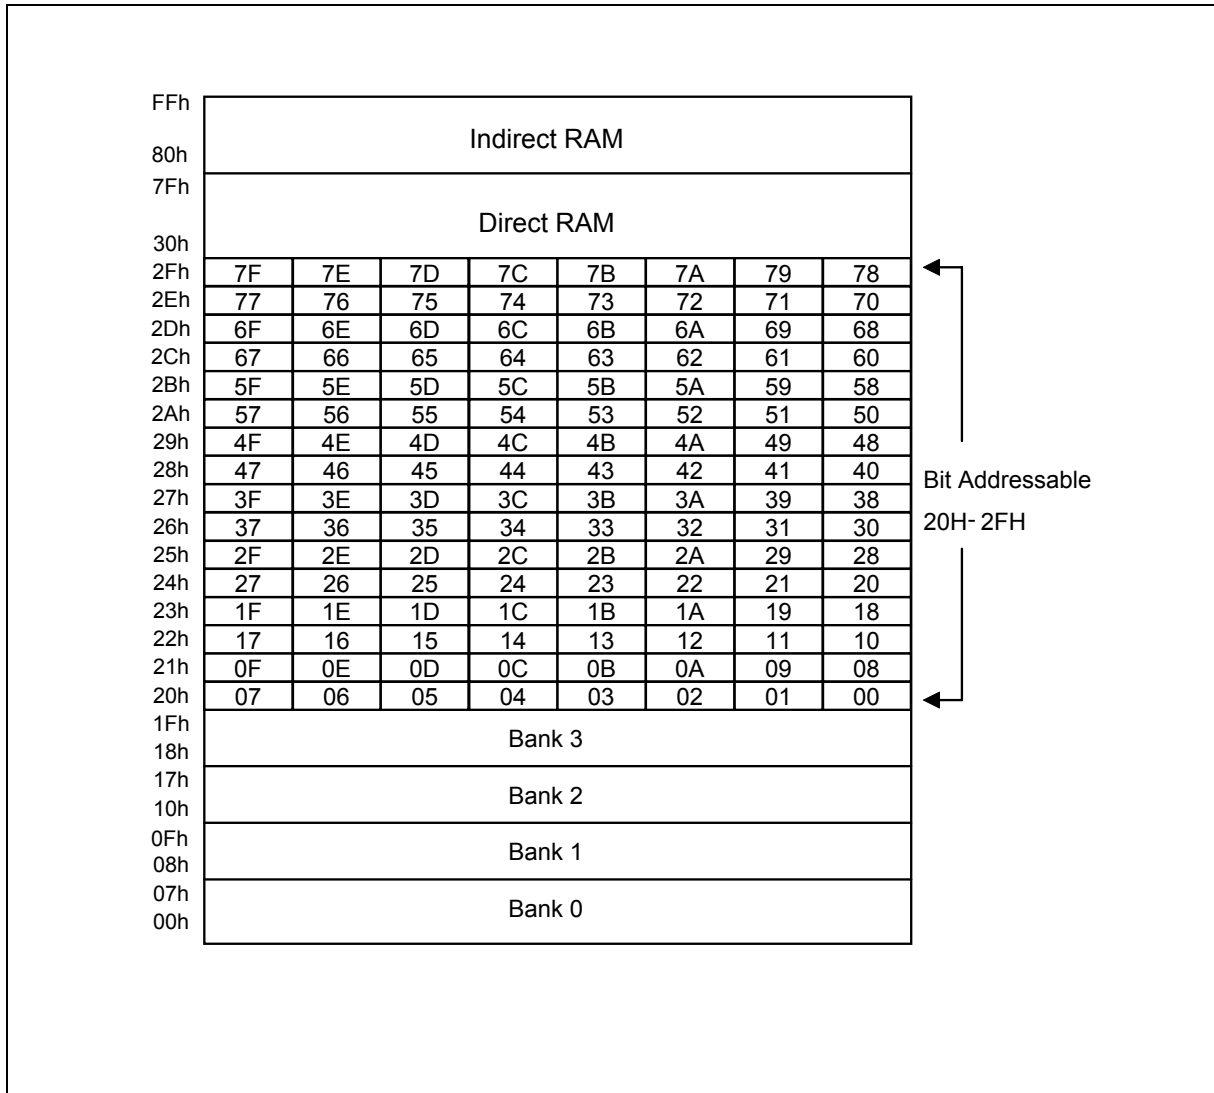 FFh
Indirect RAM
80h
7Fh
Direct RAM
30h
2Fh 7F 7E 7D 7C 7B 7A 79 78
2Eh 77 76 75 74 73 72 71 70
2Dh 6F 6E 6D 6C 6B 6A 69 68
2Ch 67 66 65 64 63 62 61 60
2Bh 5F 5E 5D 5C 5B 5A 59 58
2Ah 57 56 55 54 53 52 51 50
29h 4F 4E 4D 4C 4B 4A 49 48
28h 47 46 45 44 43 42 41 40
27h 3F 3E 3D 3C 3B 3A 39 38
26h 37 36 35 34 33 32 31 30
25h 2F 2E 2D 2C 2B 2A 29 28
24h 27 26 25 24 23 22 21 20
23h 1F 1E 1D 1C 1B 1A 19 18
22h 17 16 15 14 13 12 11 10
21h 0F 0E 0D 0C 0B 0A 09 08
20h 07 06 05 04 03 02 01 00
Bit Addressable
20H- 2FH
1Fh
Bank 3
18h
17h
Bank 2
10h
0Fh
Bank 1
08h
07h
Bank 0
00h